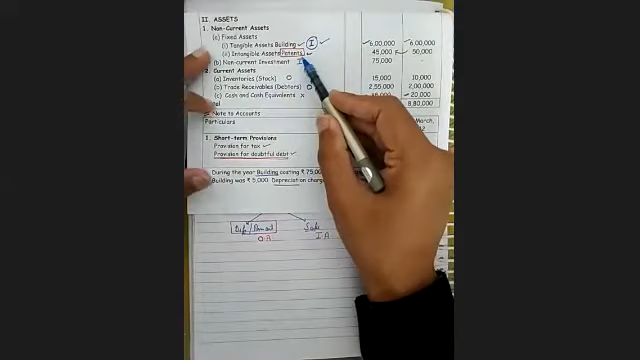 II. ASSETS
1. Non-Current Assets
(a) Fixed Assets
(i) Tangible Assets Building I 6,00,000 6,00,000
(ii) Intangible Assets Patents 45,000 50,000
(b) Non-current Investment I 75,000 -
2. Current Assets
(a) Inventories (Stock) O 15,000 10,000
(b) Trade Receivables (Debtors) O 2,55,000 2,00,000
(c) Cash and Cash Equivalents x 20,000
8,80,000
Note to Accounts
Particulars March,
1. Short-term Provisions
Provision for tax
Provision for doubtful debt
During the year Building costing ₹ 75,00
Building was ₹ 5,000 Depreciation charg
O.A
I A